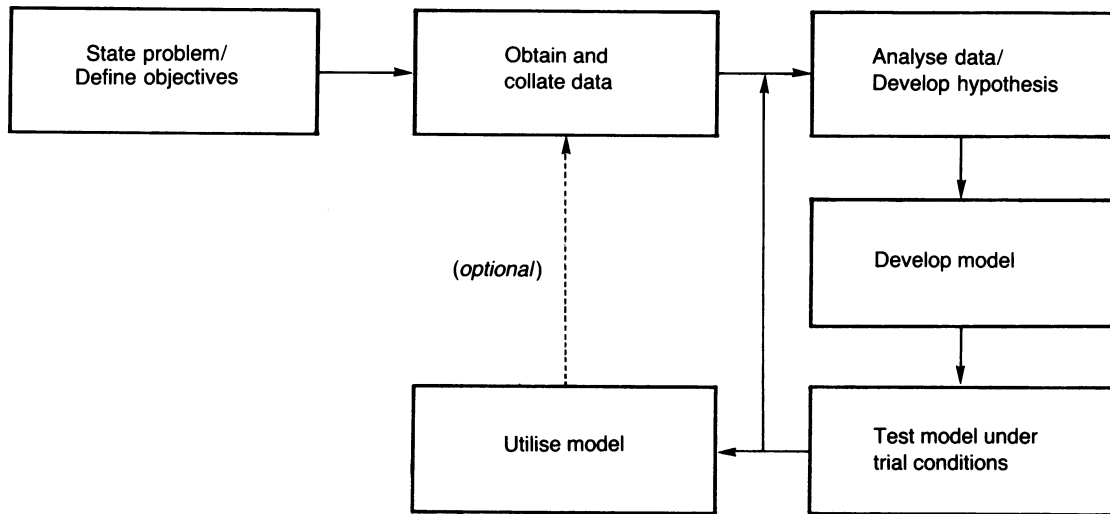 State problem/
Define objectives
Obtain and
collate data
Analyse data/
Develop hypothesis
Develop model
(optional)
Utilise model
Test model under
trial conditions